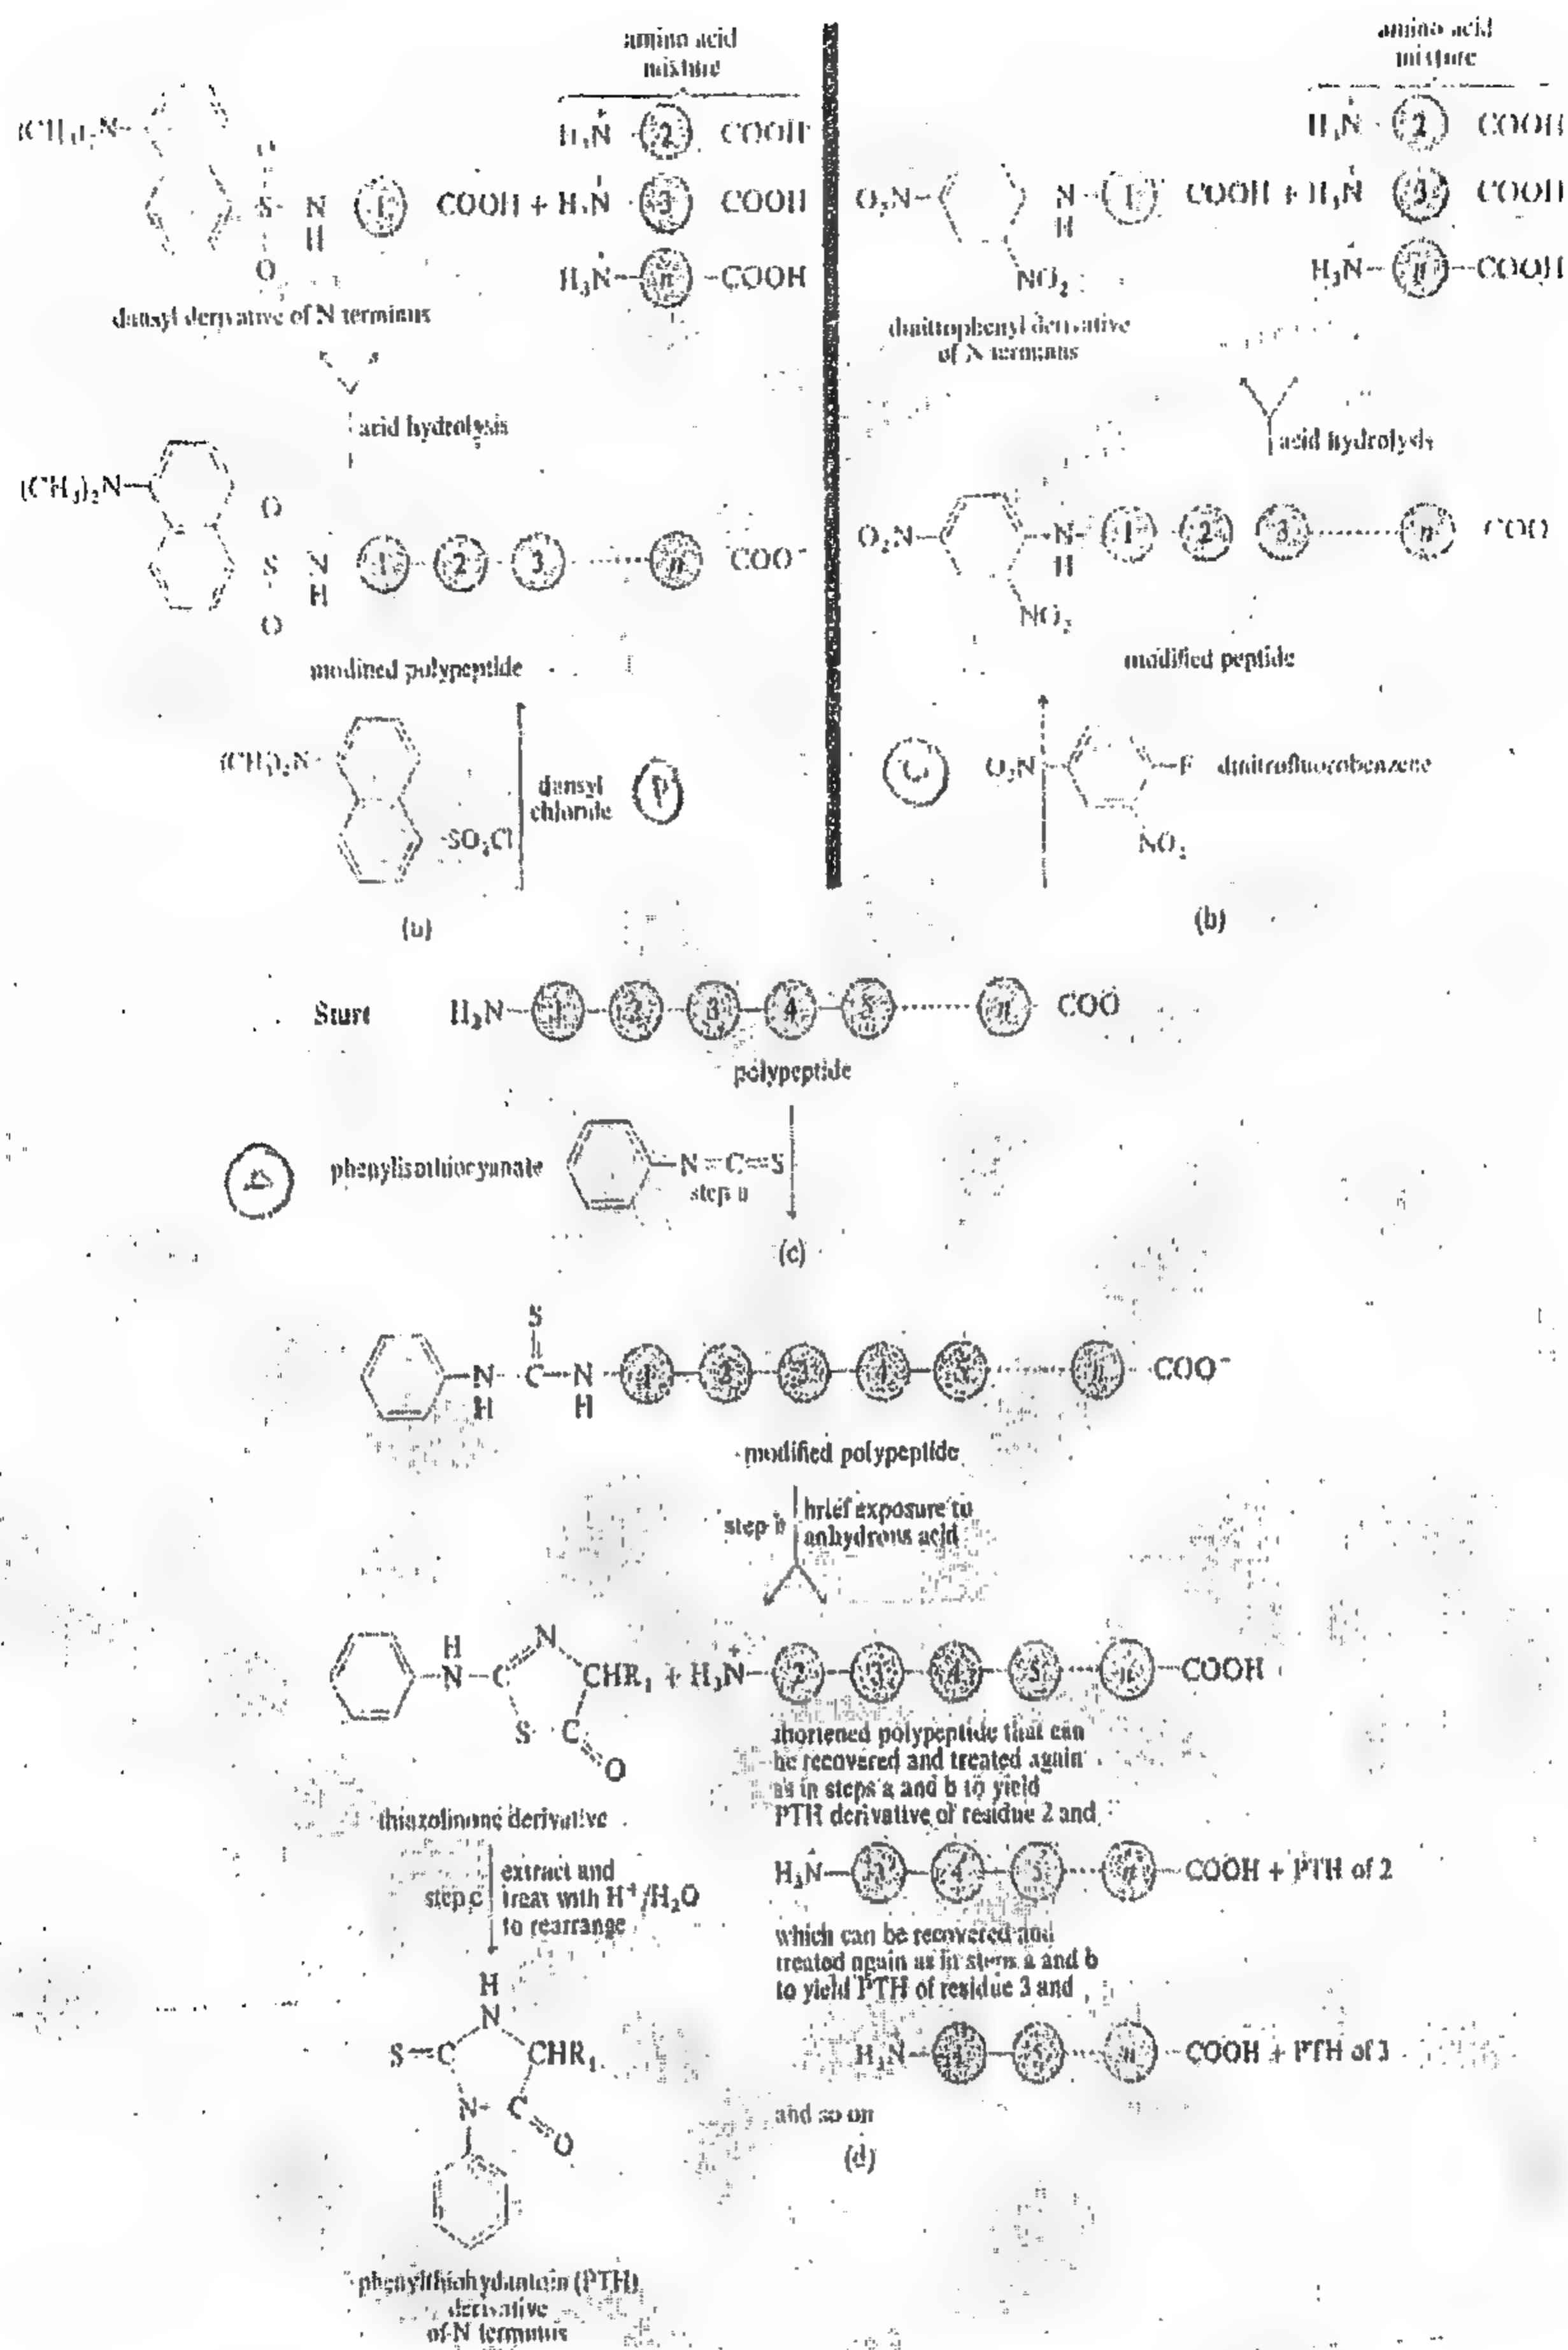 amino acid
mixture
H₃N⁺ 2 COOH
(CH₃)₂N
O
S N 1 COOH + H₃N⁺ 3 COOH
H
O
H₃N⁺ n COOH
dansyl derivative of N terminus
acid hydrolysis
(CH₃)₂N
O
S N 1 2 3 n COO⁻
H
O
modified polypeptide
(CH₃)₂N
dansyl
chloride
SO₂Cl
(a)
amino acid
mixture
H₃N⁺ 2 COOH
O₂N N 1 COOH + H₃N⁺ 3 COOH
H
NO₂
H₃N⁺ n COOH
dinitrophenyl derivative
of N terminus
acid hydrolysis
O₂N N 1 2 3 n COO
H
NO₂
modified peptide
O₂N F dinitrofluorobenzene
NO₂
(b)
Start H₂N 1 2 3 4 5 n COO
polypeptide
phenylisothiocyanate N=C=S
step a
(c)
S
N C N 1 2 3 4 5 n COO⁻
H H
modified polypeptide
step b brief exposure to
anhydrous acid
H N
N C CHR₁ + H₃N⁺ 2 3 4 5 n COOH
S C
O
thiazolinone derivative
shortened polypeptide that can
be recovered and treated again
as in steps a and b to yield
PTH derivative of residue 2 and
H₃N⁺ 3 4 5 n COOH + PTH of 2
which can be recovered and
treated again as in steps a and b
to yield PTH of residue 3 and
H₃N 4 5 n COOH + PTH of 3
and so on
step c extract and
treat with H⁺/H₂O
to rearrange
H
N
S=C CHR₁
N C
O
(d)
phenylthiohydantoin (PTH)
derivative
of N terminus